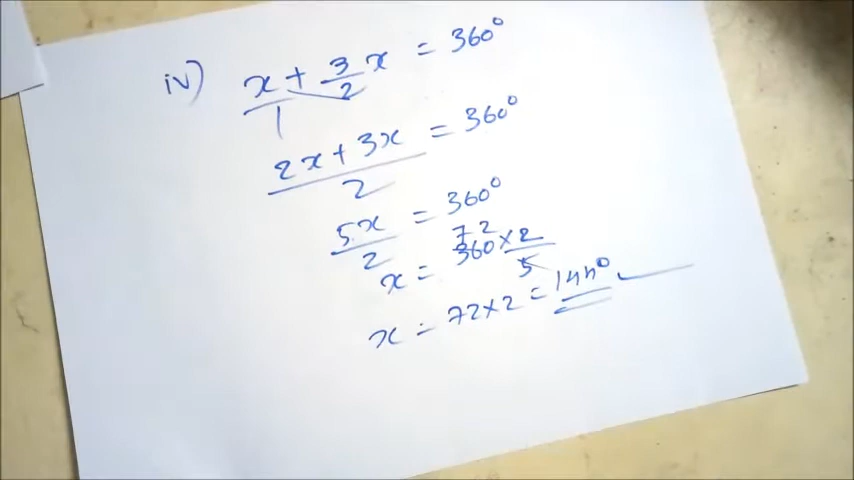 iv) x/1 + 3/2 x = 360°
2x + 3x / 2 = 360°
5x / 2 = 360°
72
x = 360 × 2/5
x = 72×2 = 144°